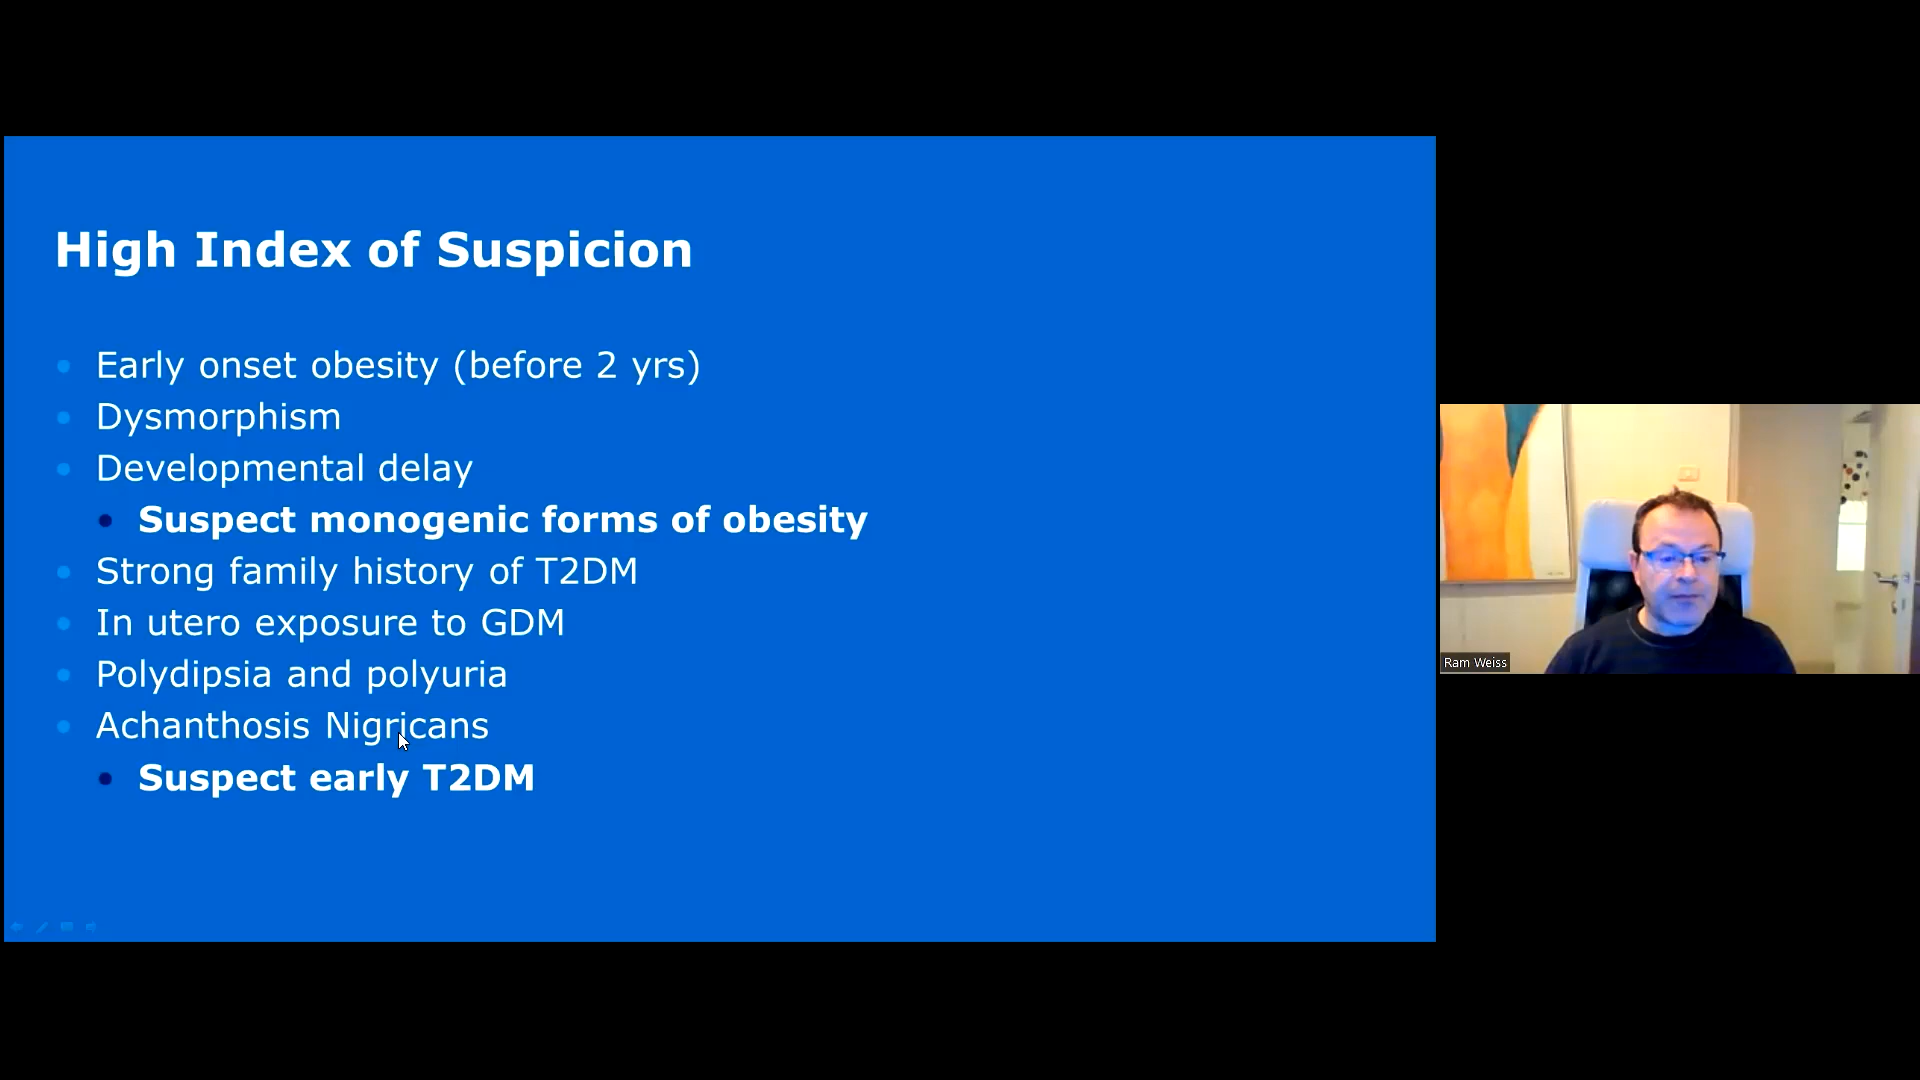 High Index of Suspicion
Early onset obesity (before 2 yrs)
Dysmorphism
Developmental delay
Suspect monogenic forms of obesity
Strong family history of T2DM
In utero exposure to GDM
Polydipsia and polyuria
Achanthosis Nigricans
Suspect early T2DM
Ram Weiss